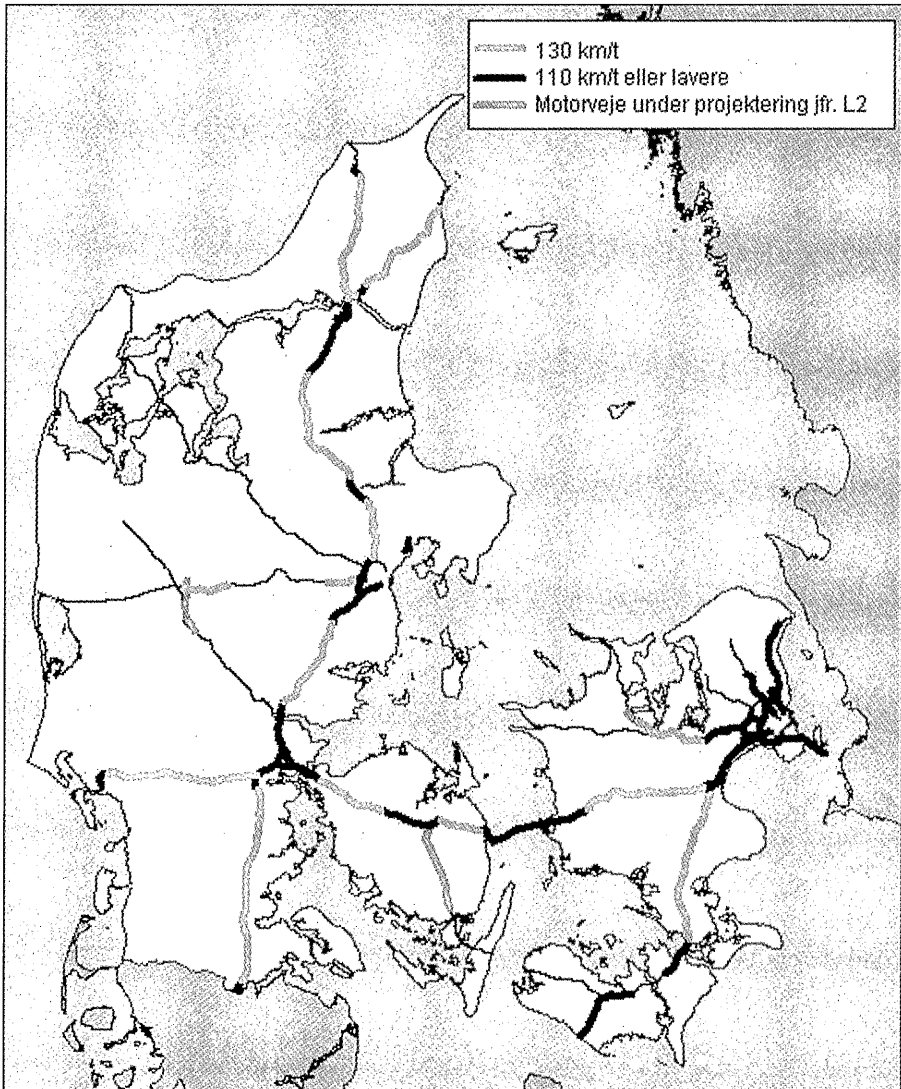 130 km/t
110 km/t eller lavere
Motorveje under projektering jfr. L2